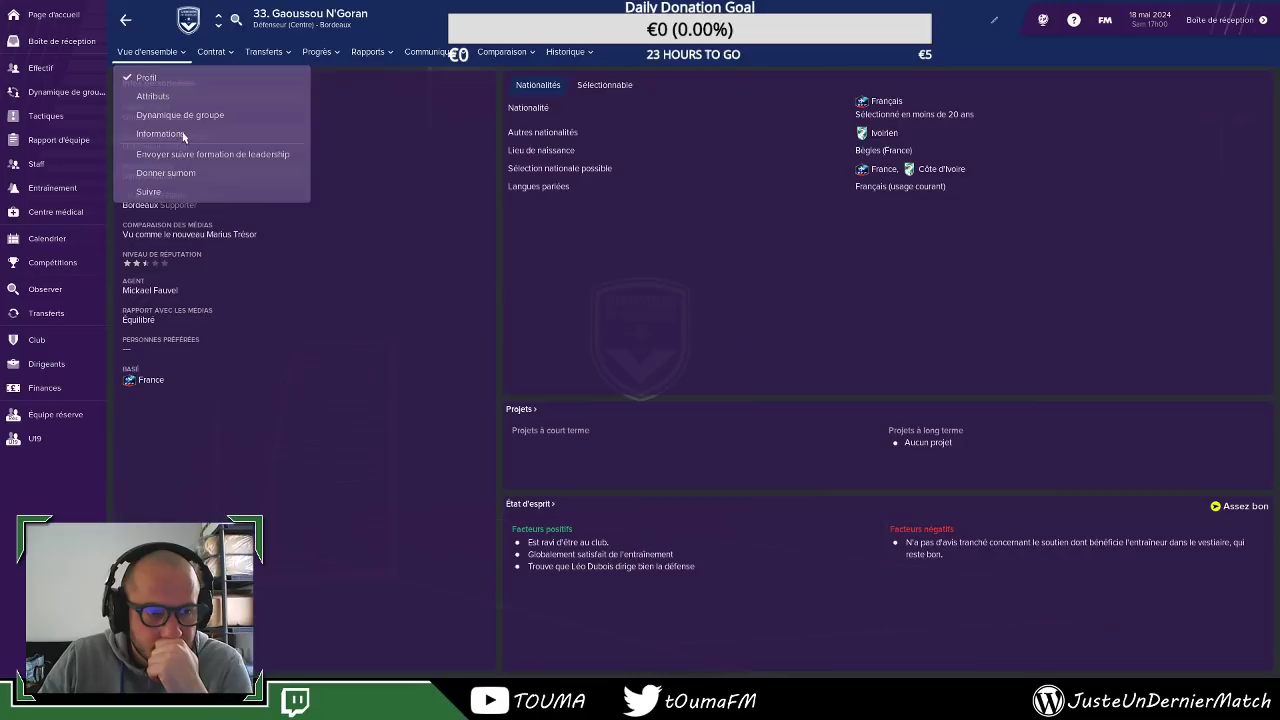 33. Gaoussou N'Goran
Défenseur (Centre) - Bordeaux
Daily Donation Goal
€0 (0.00%)
€0
23 HOURS TO GO
€5
FM
18 mai 2024
Sam 17h00
Boîte de réception
Vue d'ensemble
Contrat
Transferts
Progrès
Rapports
Comparaison
Historique
Page d'accueil
Boîte de réception
Effectif
Dynamique de grou...
Tactiques
Rapport d'équipe
Staff
Entraînement
Centre médical
Calendrier
Compétitions
Observer
Transferts
Club
Dirigeants
Finances
Équipe réserve
U19
Profil
Attributs
Dynamique de groupe
Informations
Envoyer suivre formation de leadership
Donner surnom
Suivre
Bordeaux Supporter
COMPARAISON DES MÉDIAS
Vu comme le nouveau Marius Trésor
NIVEAU DE RÉPUTATION
AGENT
Mickael Fauvel
RAPPORT AVEC LES MÉDIAS
Équilibré
PERSONNES PRÉFÉRÉES
—
BASÉ
France
Nationalités
Sélectionnable
Nationalité
Français
Sélectionné en moins de 20 ans
Autres nationalités
Ivoirien
Lieu de naissance
Bègles (France)
Sélection nationale possible
France, Côte d'Ivoire
Langues parlées
Français (usage courant)
Projets ›
Projets à court terme
Projets à long terme
Aucun projet
État d'esprit ›
Assez bon
Facteurs positifs
Est ravi d'être au club.
Globalement satisfait de l'entraînement
Trouve que Léo Dubois dirige bien la défense
Facteurs négatifs
N'a pas d'avis tranché concernant le soutien dont bénéficie l'entraîneur dans le vestiaire, qui
reste bon.
TOUMA
tOumaFM
JusteUnDernierMatch